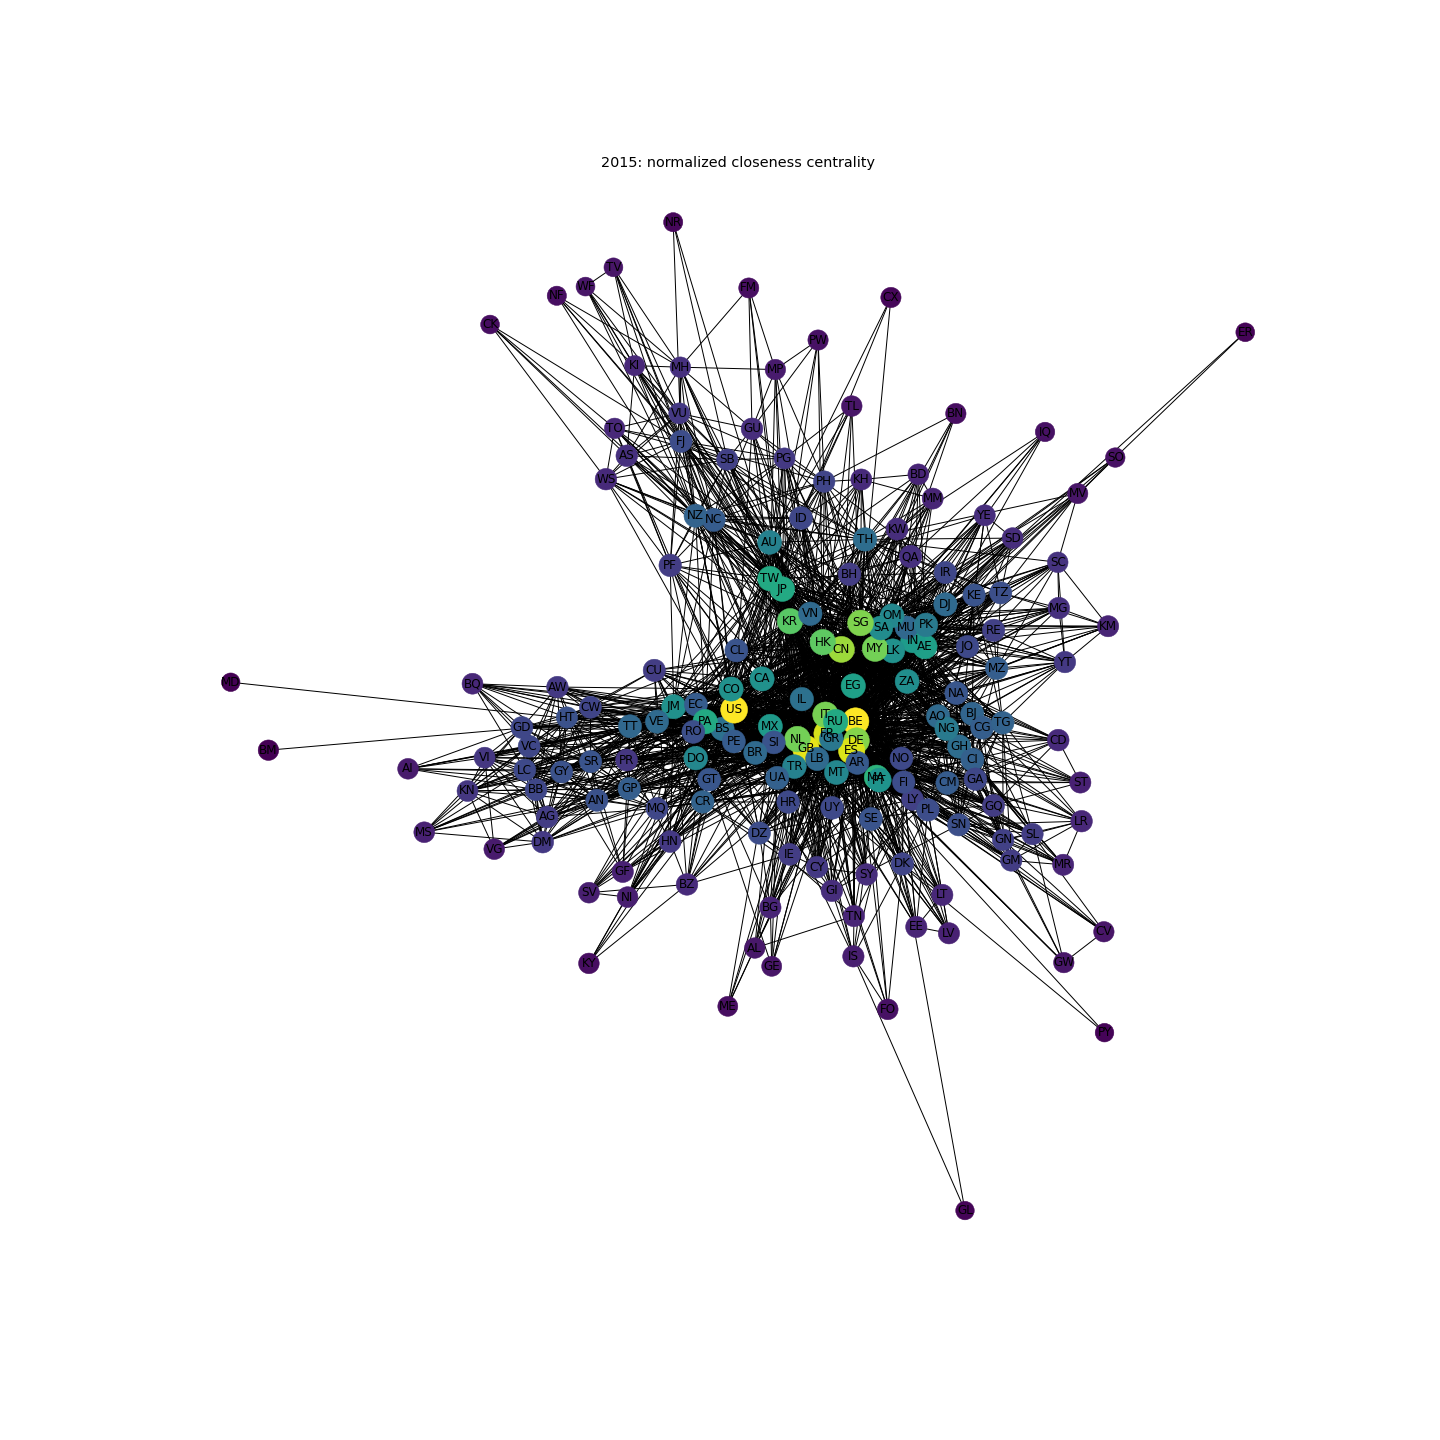 2015: normalized closeness centrality
NR
TV
WF
NF
FM
CX
CK
ER
PW
KI
MH
MP
TL
VU
BN
TO
GU
IQ
FJ
AS
SB
PG
SO
WS
PH
KH
BD
MV
MM
NZ
NC
ID
YE
KW
AU
TH
SD
QA
PF
SC
BH
IR
TW
JP
KE
TZ
DJ
MG
VN
OM
KR
SG
SA
MU
PK
RE
KM
HK
CN
MY
LK
IN
AE
JO
CL
YT
CU
MZ
CA
EG
ZA
BQ
AW
CO
NA
IL
HT
CW
JM
EC
US
AO
BJ
GD
TT
VE
PA
BS
MX
IT
RU
BE
NG
CG
TG
VC
RO
PE
SI
NL
GB
FR
GR
DE
ES
GH
CD
BM
VI
PR
DO
BR
LB
AR
NO
CI
AI
LC
GY
SR
TR
MT
MA
KN
BB
AN
GP
GT
UA
FI
CM
GA
ST
AG
MQ
CR
HR
UY
LY
PL
GQ
MS
DM
DZ
SE
SN
SL
LR
VG
HN
IE
CY
DK
GN
GM
MR
GF
SV
NI
BZ
GI
SY
LT
BG
TN
EE
LV
CV
KY
AL
GE
IS
GW
ME
FO
PY
GL